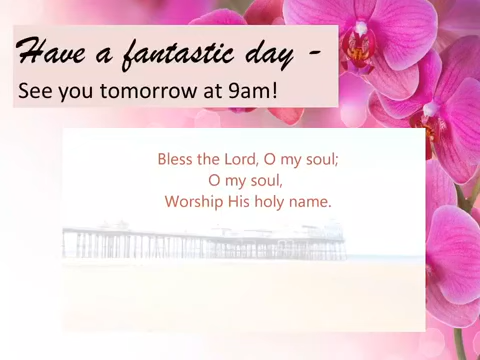 Have a fantastic day -
See you tomorrow at 9am!
Bless the Lord, O my soul;
O my soul,
Worship His holy name.